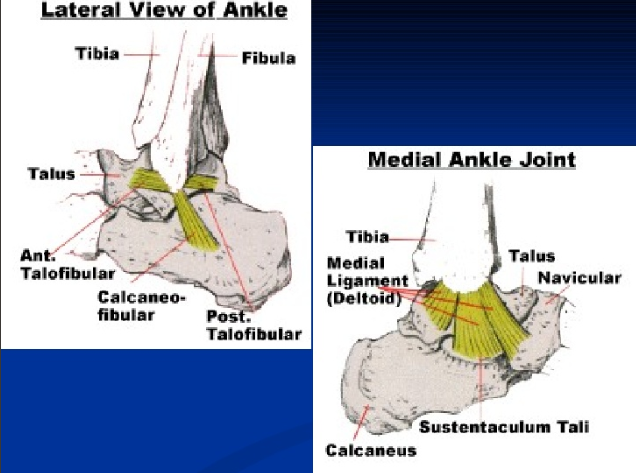 Lateral View of Ankle
Tibia
Fibula
Talus
Ant.
Talofibular
Calcaneo-
fibular
Post.
Talofibular
Medial Ankle Joint
Tibia
Medial
Ligament
(Deltoid)
Talus
Navicular
Sustentaculum Tali
Calcaneus